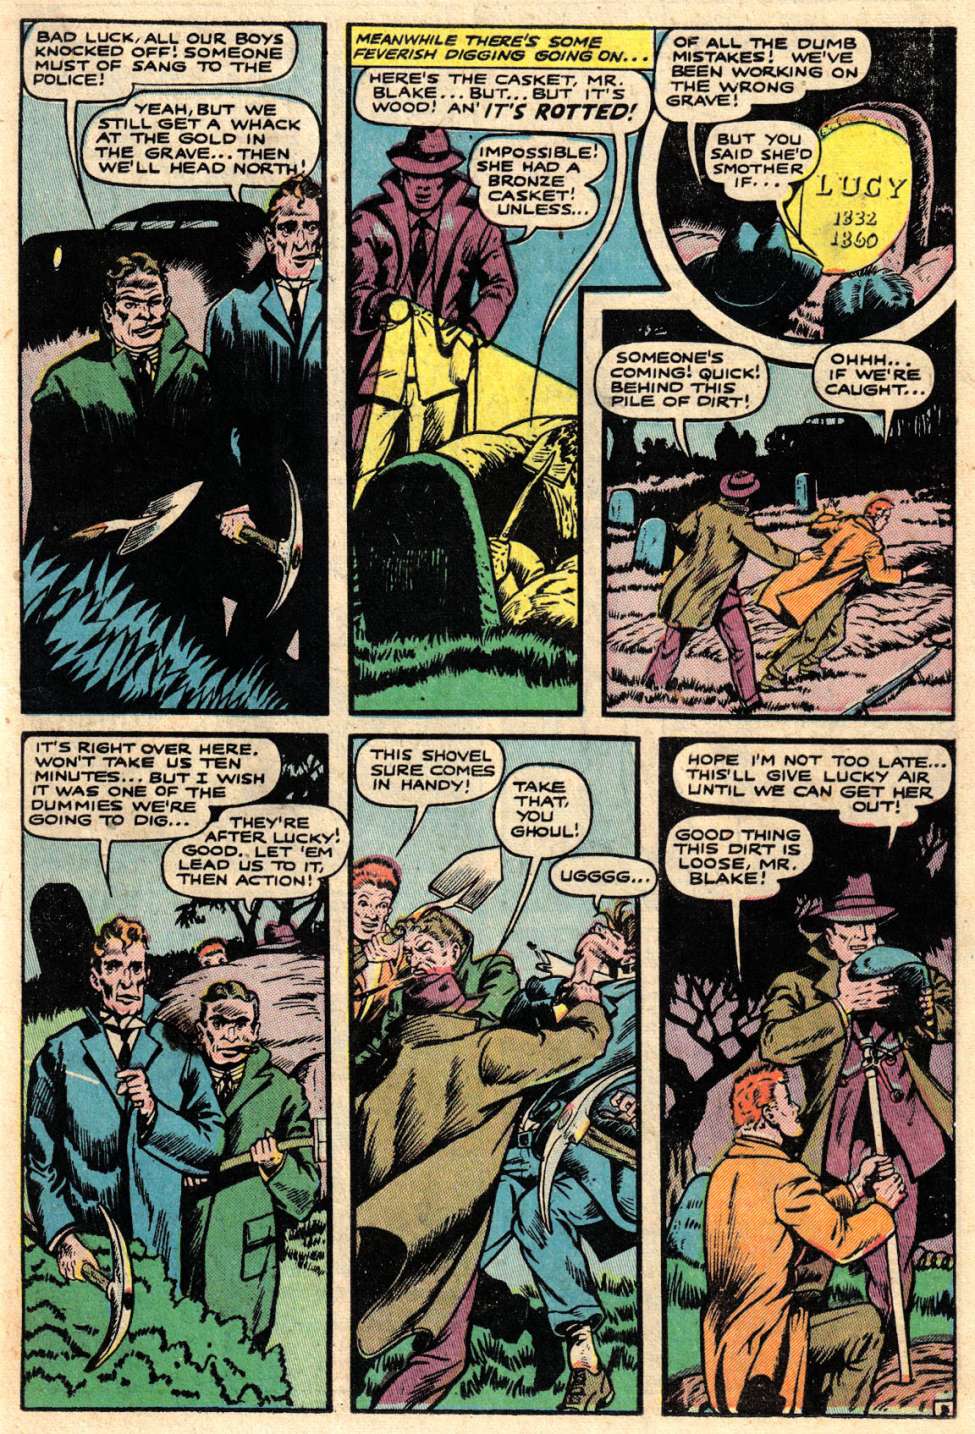 BAD LUCK, ALL OUR BOYS
KNOCKED OFF! SOMEONE
MUST OF SANG TO THE
POLICE!
YEAH, BUT WE
STILL GET A WHACK
AT THE GOLD IN
THE GRAVE... THEN
WE'LL HEAD NORTH!
MEANWHILE THERE'S SOME
FEVERISH DIGGING GOING ON...
HERE'S THE CASKET, MR.
BLAKE... BUT... BUT IT'S
WOOD! AN' IT'S ROTTED!
IMPOSSIBLE!
SHE HAD A
BRONZE
CASKET!
UNLESS...
OF ALL THE DUMB
MISTAKES! WE'VE
BEEN WORKING ON
THE WRONG
GRAVE!
BUT YOU
SAID SHE'D
SMOTHER
IF...
LUCY
1832
1860
SOMEONE'S
COMING! QUICK!
BEHIND THIS
PILE OF DIRT!
OHHH...
IF WE'RE
CAUGHT...
IT'S RIGHT OVER HERE.
WON'T TAKE US TEN
MINUTES... BUT I WISH
IT WAS ONE OF THE
DUMMIES WE'RE
GOING TO DIG...
THEY'RE
AFTER LUCKY!
GOOD. LET 'EM
LEAD US TO IT,
THEN ACTION!
THIS SHOVEL
SURE COMES
IN HANDY!
TAKE
THAT,
YOU
GHOUL!
UGGGG...
HOPE I'M NOT TOO LATE...
THIS'LL GIVE LUCKY AIR
UNTIL WE CAN GET HER
OUT!
GOOD THING
THIS DIRT IS
LOOSE, MR.
BLAKE!